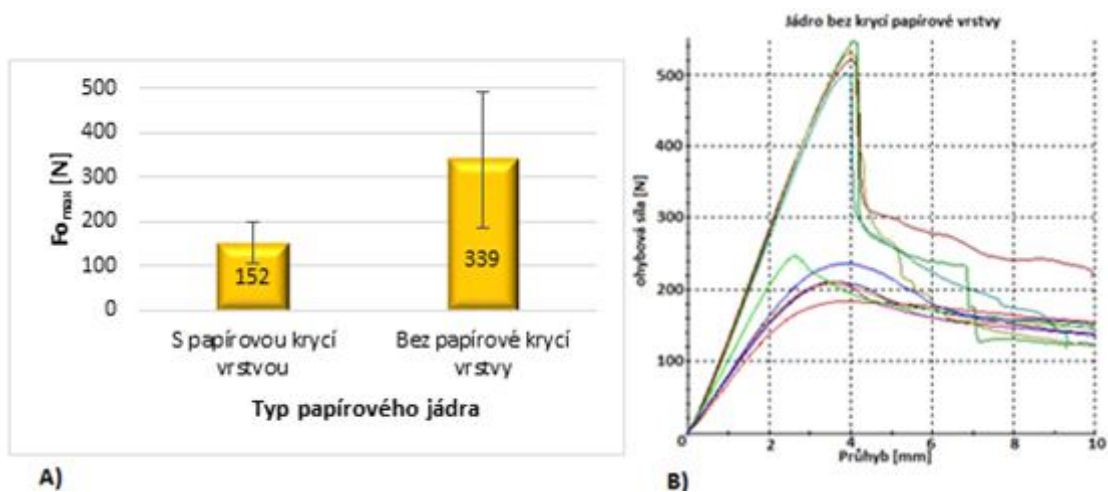 500
400
300
200
100
0
Fo max [N]
152
339
S papírovou krycí
vrstvou
Bez papírové krycí
vrstvy
Typ papírového jádra
A)
Jádro bez krycí papírové vrstvy
500
400
300
200
100
0
2
4
6
8
10
ohybová síla [N]
Průhyb [mm]
B)